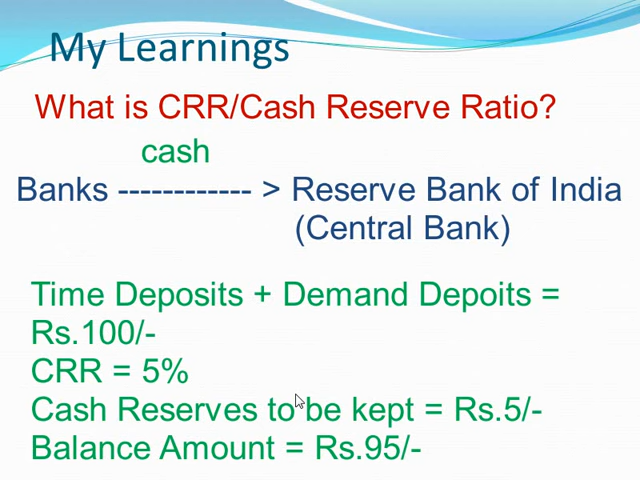 My Learnings
What is CRR/Cash Reserve Ratio?
cash
Banks ------------ > Reserve Bank of India
(Central Bank)
Time Deposits + Demand Depoits =
Rs.100/-
CRR = 5%
Cash Reserves to be kept = Rs.5/-
Balance Amount = Rs.95/-